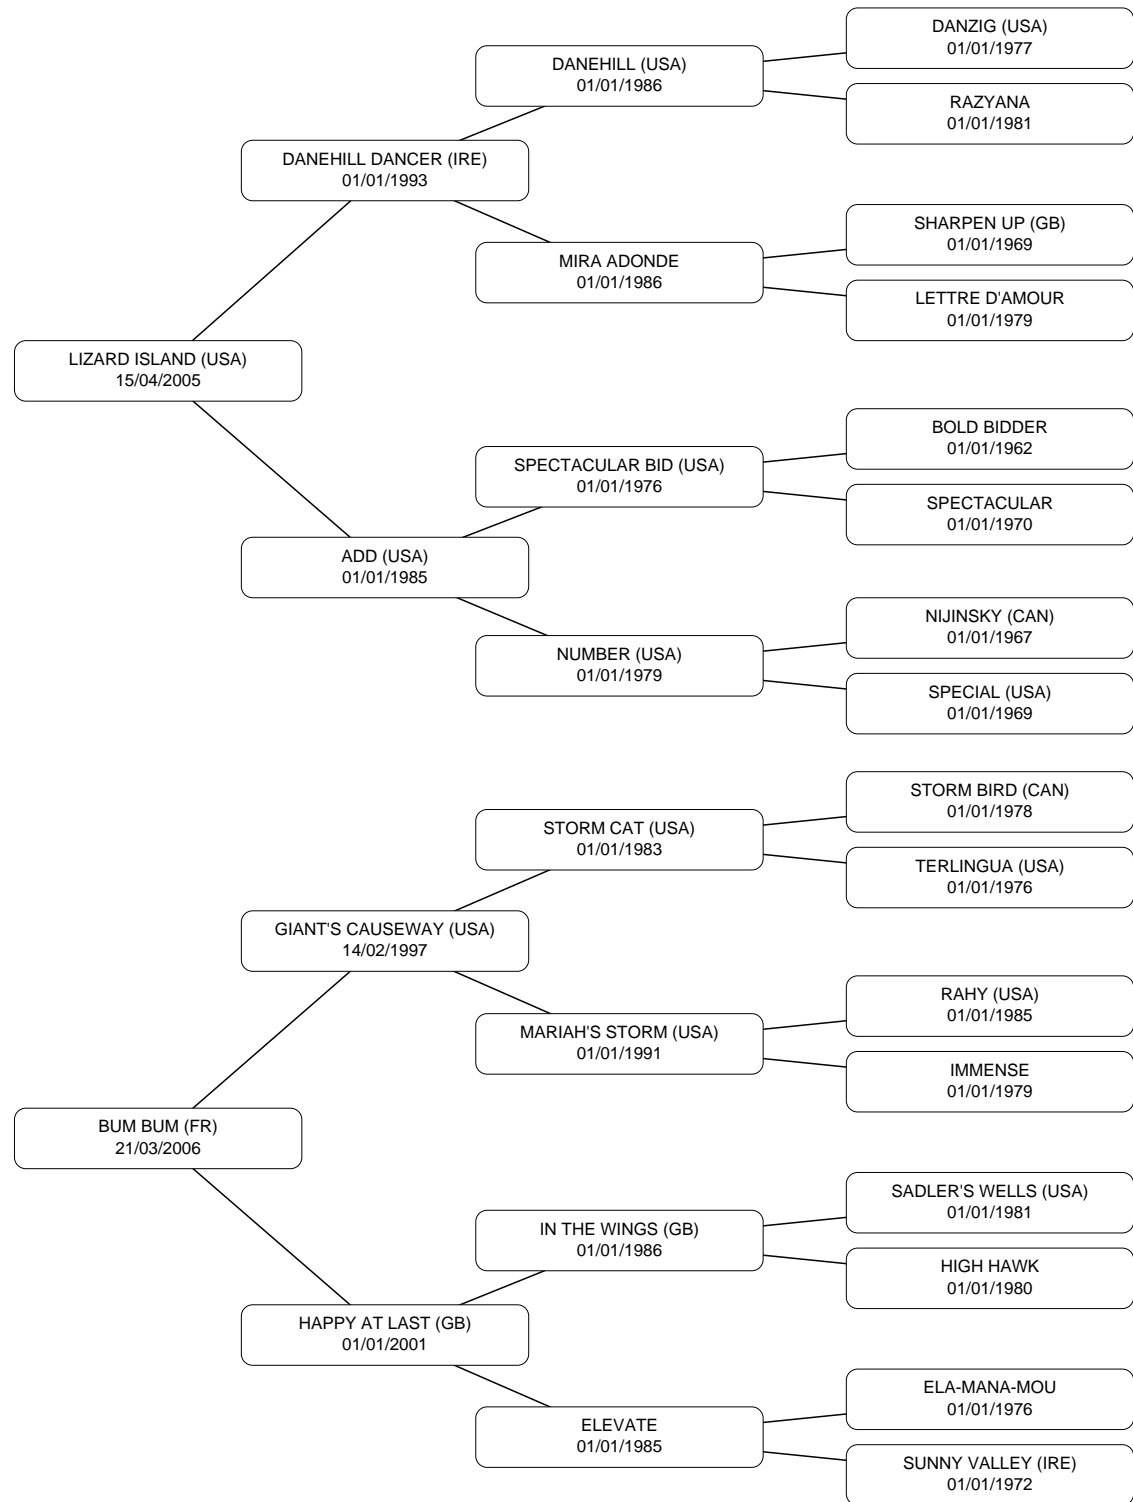 DANZIG (USA)
01/01/1977
DANEHILL (USA)
01/01/1986
RAZYANA
01/01/1981
DANEHILL DANCER (IRE)
01/01/1993
SHARPEN UP (GB)
01/01/1969
MIRA ADONDE
01/01/1986
LETTRE D'AMOUR
01/01/1979
LIZARD ISLAND (USA)
15/04/2005
BOLD BIDDER
01/01/1962
SPECTACULAR BID (USA)
01/01/1976
SPECTACULAR
01/01/1970
ADD (USA)
01/01/1985
NIJINSKY (CAN)
01/01/1967
NUMBER (USA)
01/01/1979
SPECIAL (USA)
01/01/1969
STORM BIRD (CAN)
01/01/1978
STORM CAT (USA)
01/01/1983
TERLINGUA (USA)
01/01/1976
GIANT'S CAUSEWAY (USA)
14/02/1997
RAHY (USA)
01/01/1985
MARIAH'S STORM (USA)
01/01/1991
IMMENSE
01/01/1979
BUM BUM (FR)
21/03/2006
SADLER'S WELLS (USA)
01/01/1981
IN THE WINGS (GB)
01/01/1986
HIGH HAWK
01/01/1980
HAPPY AT LAST (GB)
01/01/2001
ELA-MANA-MOU
01/01/1976
ELEVATE
01/01/1985
SUNNY VALLEY (IRE)
01/01/1972